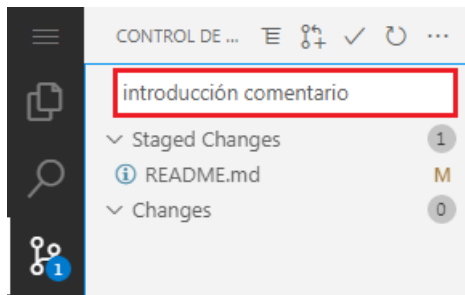 CONTROL DE ...
introducción comentario
Staged Changes 1
README.md M
Changes 0
1